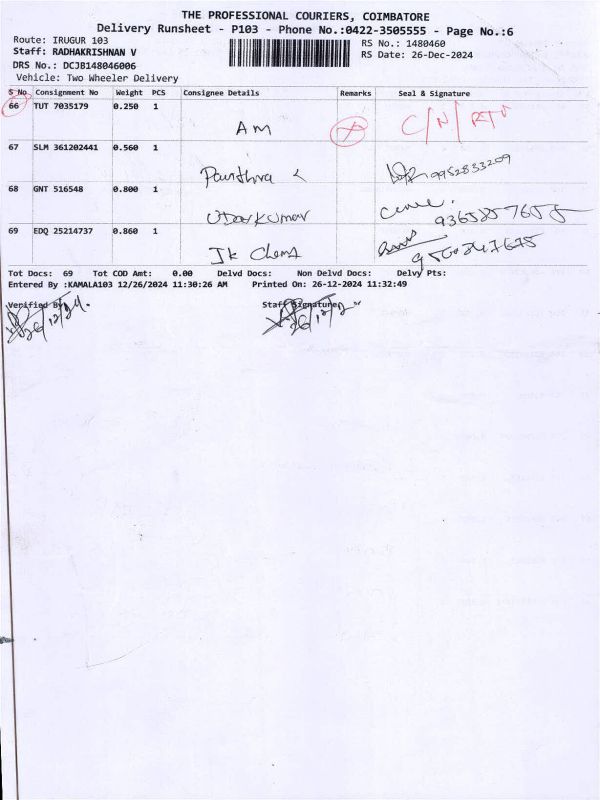 THE PROFESSIONAL COURIERS, COIMBATORE
Delivery Runsheet - P103 - Phone No.:0422-3505555 - Page No.:6
Route: IRUGUR 103
RS No.: 1480460
Staff: RADHAKRISHNAN V
RS Date: 26-Dec-2024
DRS No.: DCJB148046006
Vehicle: Two Wheeler Delivery
S No Consignment No Weight PCS Consignee Details Remarks Seal & Signature
66 TUT 7035179 0.250 1
Am C/N/RTN
67 SLM 361202441 0.560 1
9952833209
68 GNT 516548 0.800 1
Udaykumar
69 EDQ 25214737 0.860 1
Jk Chem
Tot Docs: 69 Tot COD Amt: 0.00 Delvd Docs: Non Delvd Docs: Delvy Pts:
Entered By :KAMALA103 12/26/2024 11:30:26 AM Printed On: 26-12-2024 11:32:49
Verified By Staff Signature
26/12/24.